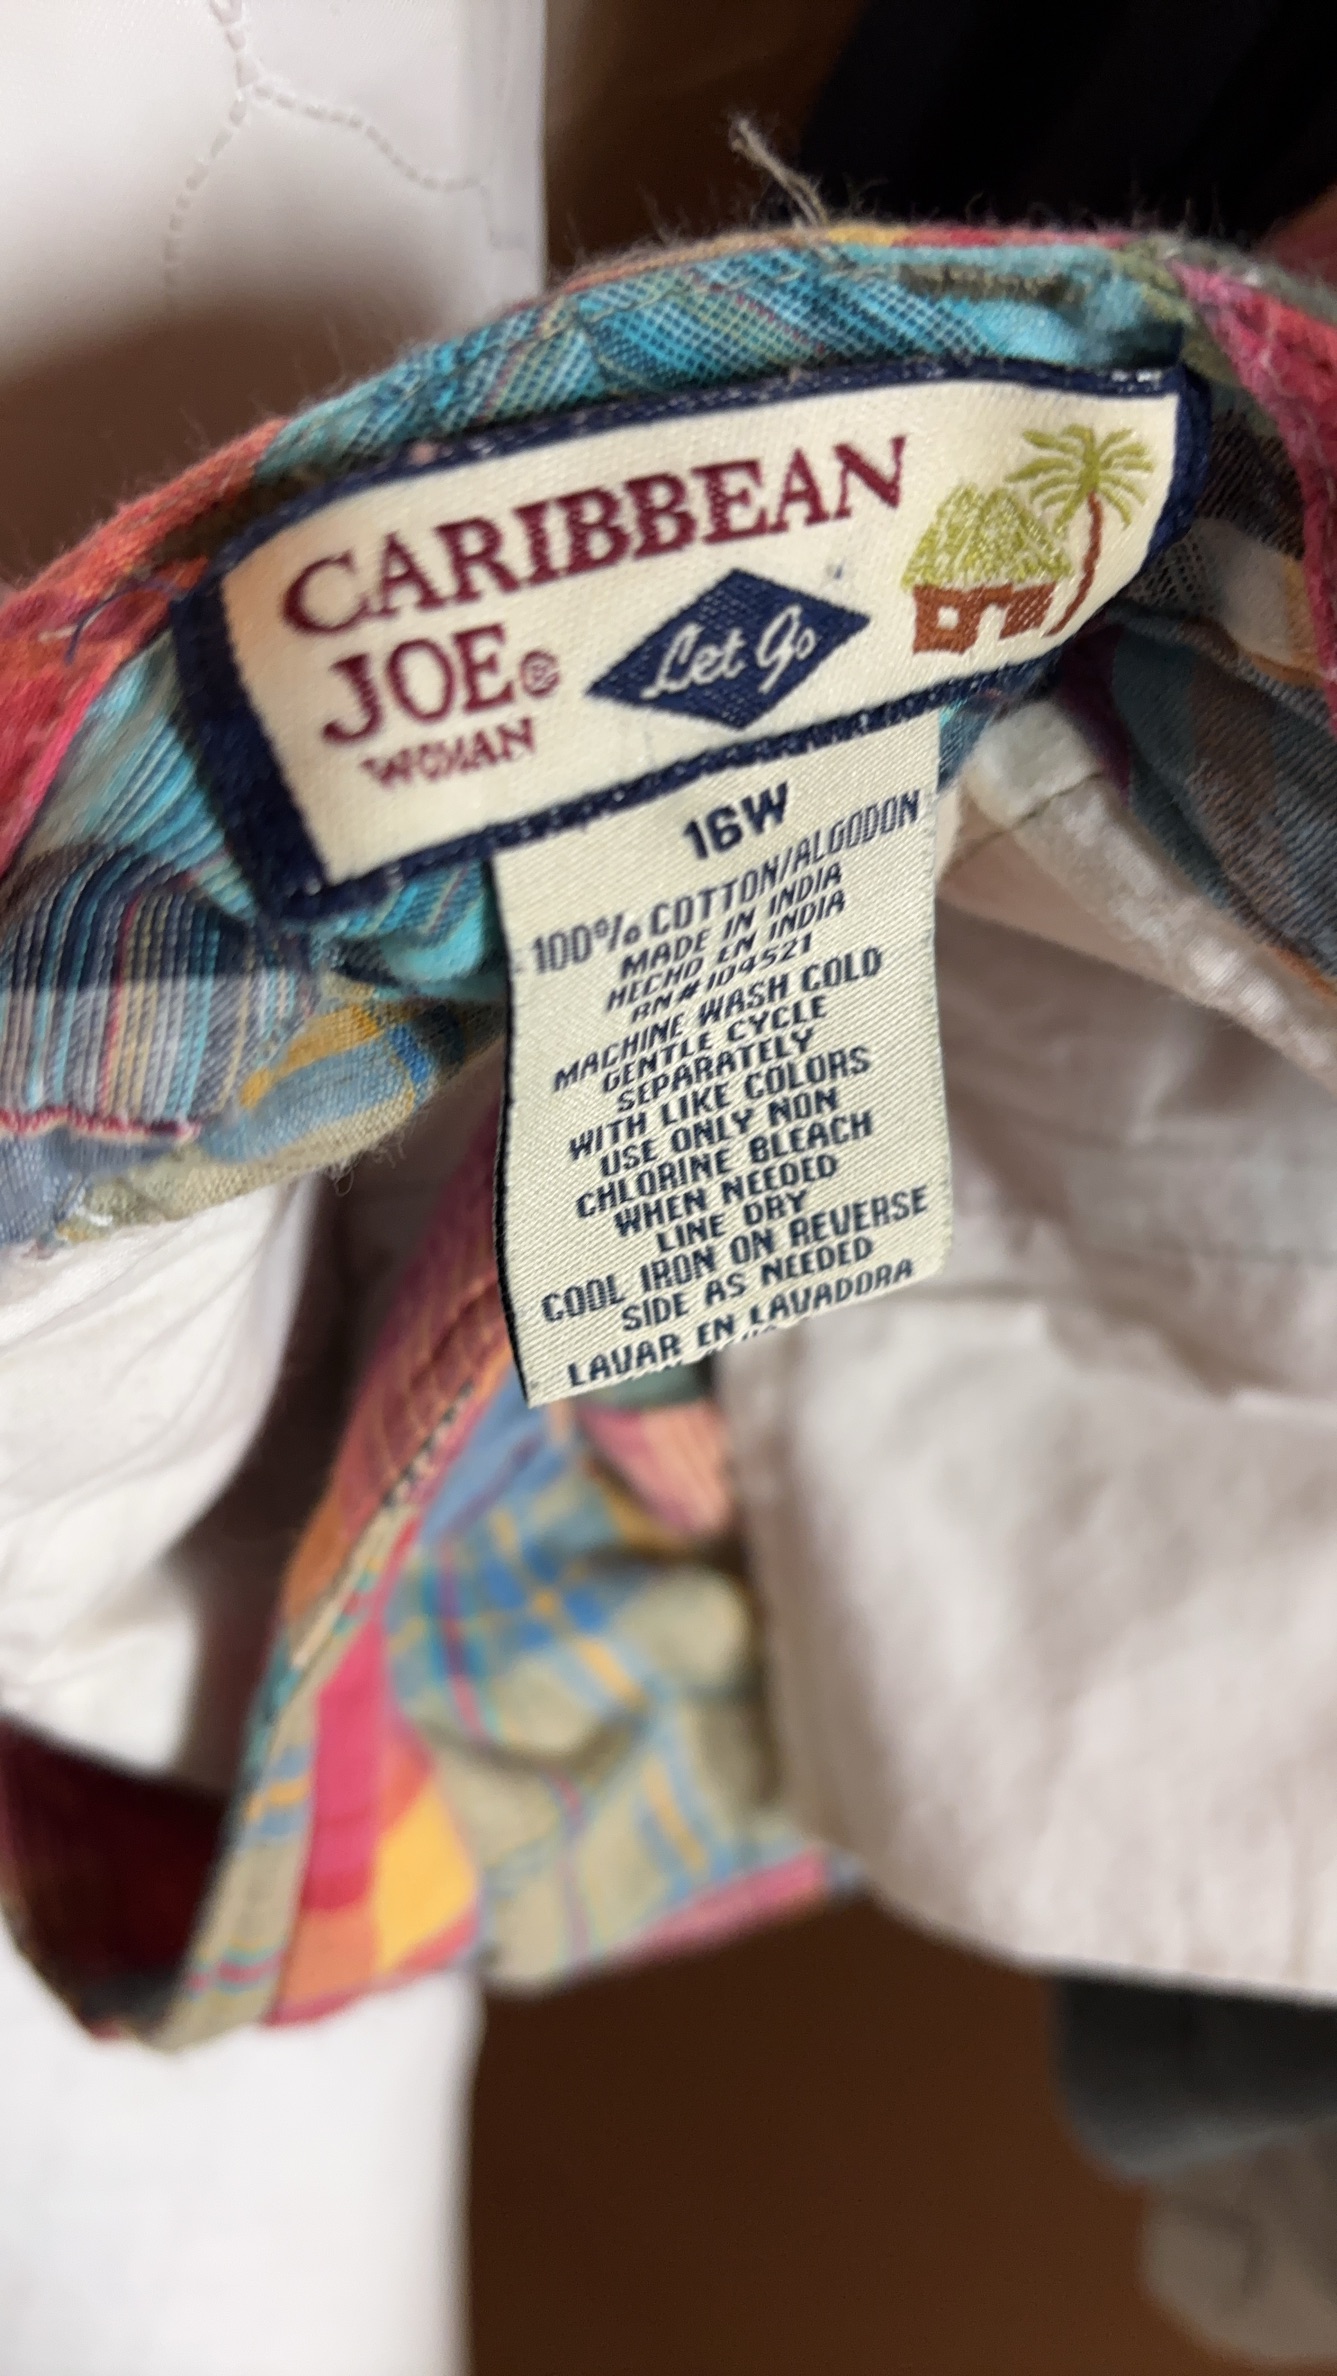 CARIBBEAN
JOE®
WOMAN
Let Go
16W
100% COTTON/ALGODON
MADE IN INDIA
HECHO EN INDIA
RN#104521
MACHINE WASH COLD
GENTLE CYCLE
SEPARATELY
WITH LIKE COLORS
USE ONLY NON
CHLORINE BLEACH
WHEN NEEDED
LINE DRY
COOL IRON ON REVERSE
SIDE AS NEEDED
LAVAR EN LAVADORA